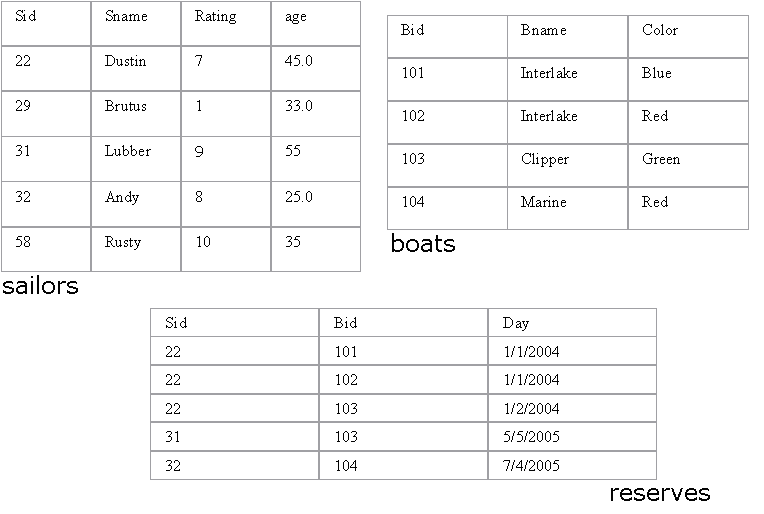 Sid Sname Rating age
22 Dustin 7 45.0
29 Brutus 1 33.0
31 Lubber 9 55
32 Andy 8 25.0
58 Rusty 10 35
sailors
Bid Bname Color
101 Interlake Blue
102 Interlake Red
103 Clipper Green
104 Marine Red
boats
Sid Bid Day
22 101 1/1/2004
22 102 1/1/2004
22 103 1/2/2004
31 103 5/5/2005
32 104 7/4/2005
reserves